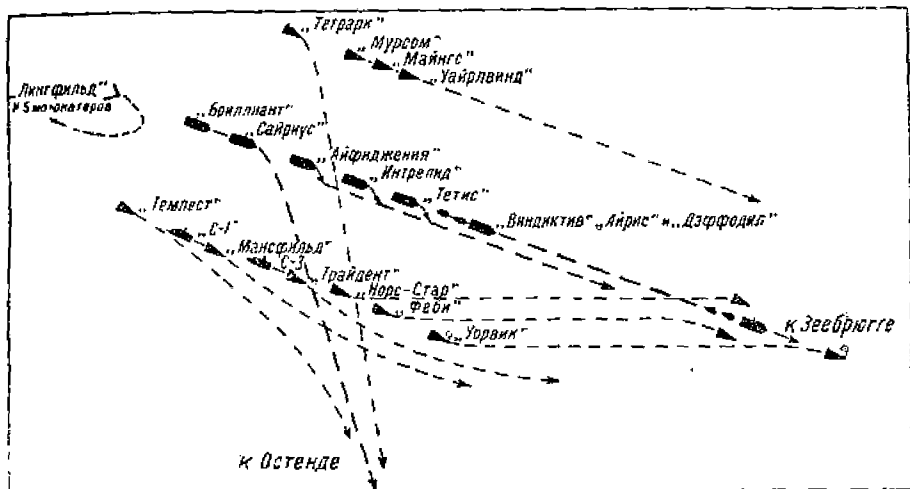 „Тетрарк"
„Мурсом"
„Майнгс"
„Уайрлвинд"
Лингфильд"
и 5 мотокатеров
„Бриллиант"
„Сайриус"
„Айфиджения"
„Интрепид"
„Тетис"
„Виндиктив" „Айрис" и „Дэффодил"
„Темпест"
„С-1"
„Мансфильд"
„С-3"
„Трайдент"
„Норс-Стар"
„Феби"
„Уорвик"
к Зеебрюгге
к Остенде